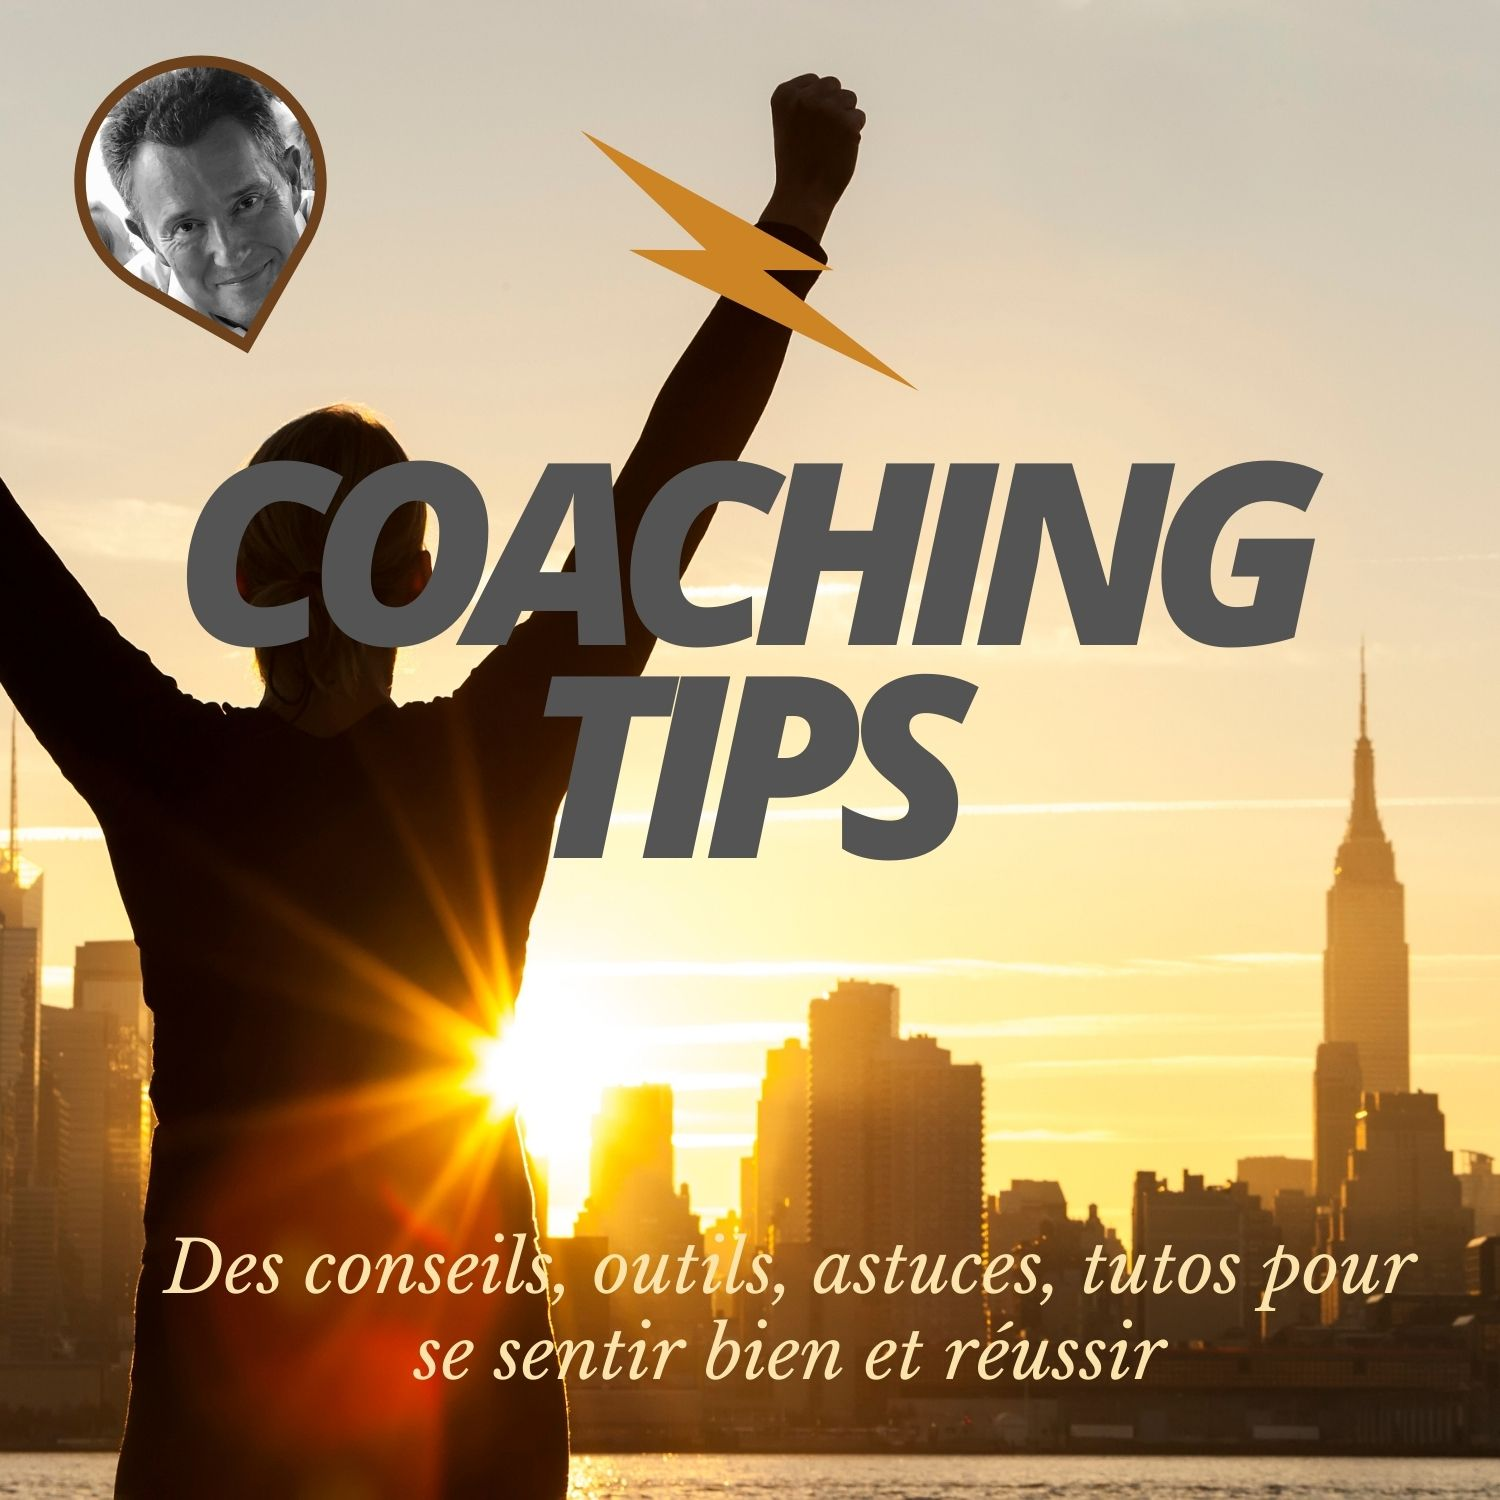 COACHING
TIPS
Des conseils, outils, astuces, tutos pour
se sentir bien et réussir